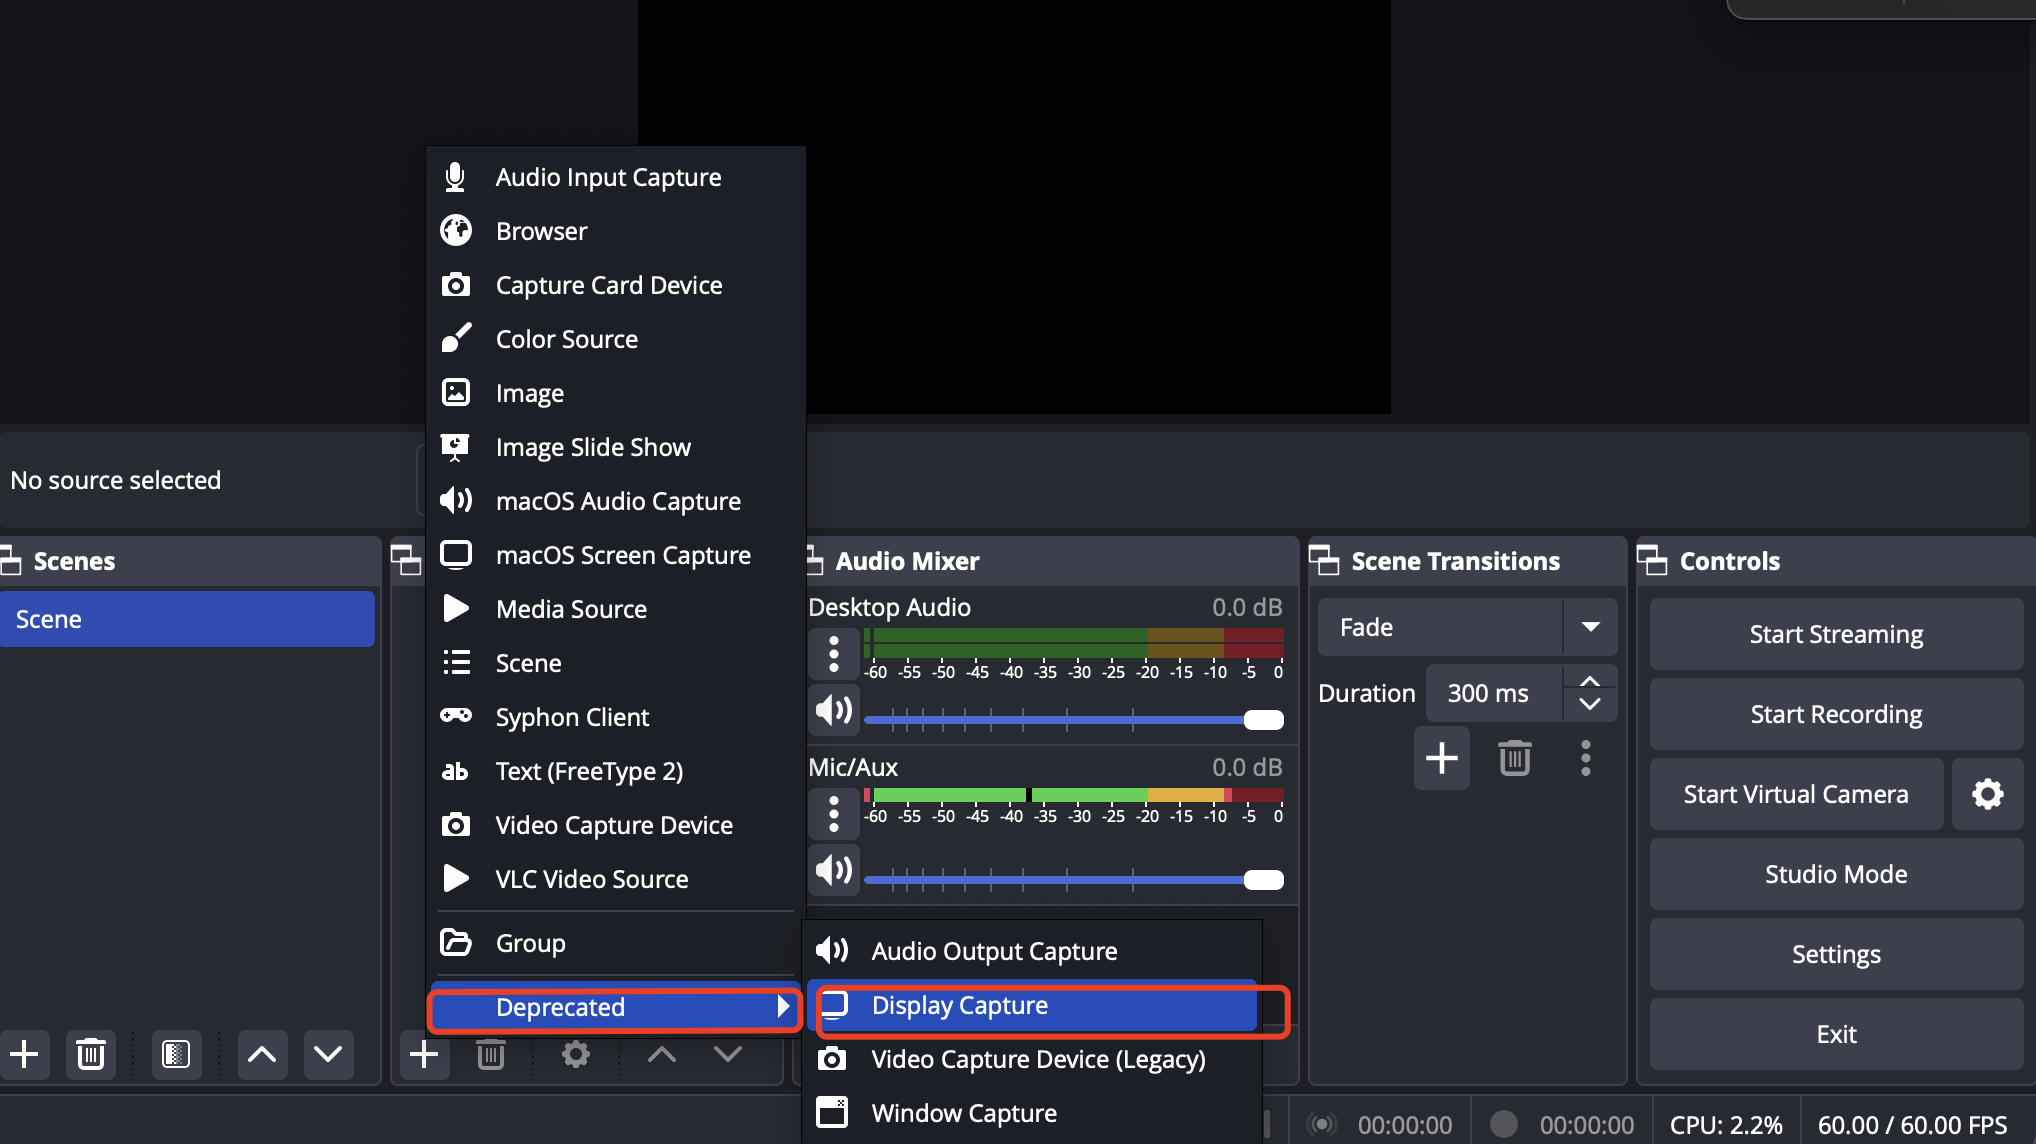 Audio Input Capture
Browser
Capture Card Device
Color Source
Image
Image Slide Show
macOS Audio Capture
macOS Screen Capture
Media Source
Scene
Syphon Client
ab Text (FreeType 2)
Video Capture Device
VLC Video Source
Group
Deprecated
Audio Output Capture
Display Capture
Video Capture Device (Legacy)
Window Capture
No source selected
Scenes
Scene
Audio Mixer
Desktop Audio 0.0 dB
-60 -55 -50 -45 -40 -35 -30 -25 -20 -15 -10 -5 0
Mic/Aux 0.0 dB
-60 -55 -50 -45 -40 -35 -30 -25 -20 -15 -10 -5 0
Scene Transitions
Fade
Duration 300 ms
Controls
Start Streaming
Start Recording
Start Virtual Camera
Studio Mode
Settings
Exit
00:00:00 00:00:00 CPU: 2.2% 60.00 / 60.00 FPS